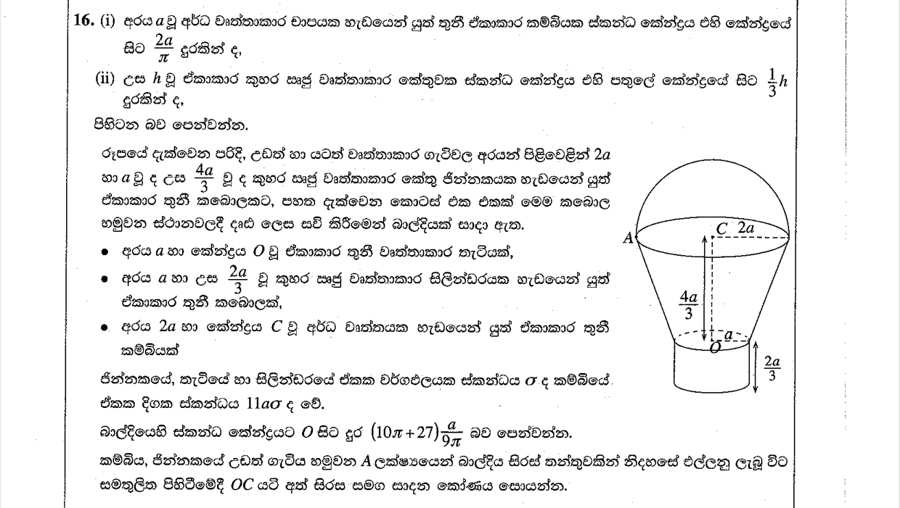 16. (i) අරය a වූ අර්ධ වෘත්තාකාර චාපයක හැඩයෙන් යුත් තුනී ඒකාකාර කම්බියක ස්කන්ධ කේන්ද්‍රය එහි කේන්ද්‍රයේ
සිට 2a/π දුරකින් ද,
(ii) උස h වූ ඒකාකාර කුහර ඍජු වෘත්තාකාර කේතුවක ස්කන්ධ කේන්ද්‍රය එහි පතුලේ කේන්ද්‍රයේ සිට 1/3 h
දුරකින් ද,
පිහිටන බව පෙන්වන්න.
රූපයේ දැක්වෙන පරිදි, උඩත් හා යටත් වෘත්තාකාර ගැටිවල අරයන් පිළිවෙළින් 2a
හා a වූ ද උස 4a/3 වූ ද කුහර ඍජු වෘත්තාකාර කේතු ජින්නකයක හැඩයෙන් යුත්
ඒකාකාර තුනී කබොලකට, පහත දැක්වෙන කොටස් එක එකක් මෙම කබොල
හමුවන ස්ථානවලදී දෘඪ ලෙස සවි කිරීමෙන් බාල්දියක් සාදා ඇත.
• අරය a හා කේන්ද්‍රය O වූ ඒකාකාර තුනී වෘත්තාකාර තැටියක්,
• අරය a හා උස 2a/3 වූ කුහර ඍජු වෘත්තාකාර සිලින්ඩරයක හැඩයෙන් යුත්
ඒකාකාර තුනී කබොලක්,
• අරය 2a හා කේන්ද්‍රය C වූ අර්ධ වෘත්තයක හැඩයෙන් යුත් ඒකාකාර තුනී
කම්බියක්
ජින්නකයේ, තැටියේ හා සිලින්ඩරයේ ඒකක වර්ගඵලයක ස්කන්ධය σ ද කම්බියේ
ඒකක දිගක ස්කන්ධය 11aσ ද වේ.
බාල්දියෙහි ස්කන්ධ කේන්ද්‍රයට O සිට දුර (10π+27) a/9π බව පෙන්වන්න.
කම්බිය, ජින්නකයේ උඩත් ගැටිය හමුවන A ලක්ෂ්‍යයෙන් බාල්දිය සිරස් තන්තුවකින් නිදහසේ එල්ලනු ලැබූ විට
සමතුලිත පිහිටීමේදී OC යටි අත් සිරස සමග සාදන කෝණය සොයන්න.
A
C 2a
4a/3
a
O
2a/3